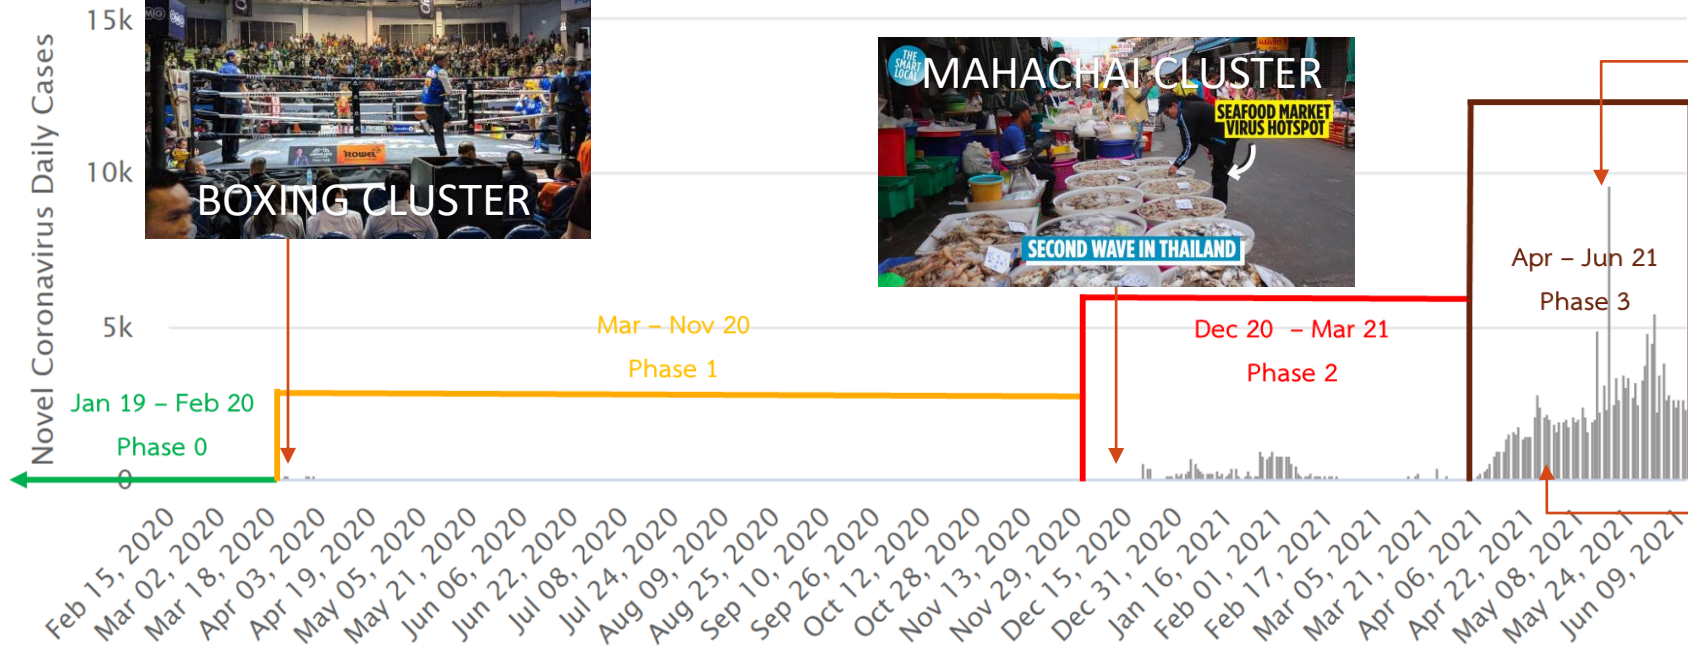 Novel Coronavirus Daily Cases
15k
10k
5k
0
BOXING CLUSTER
ROWEL
THE
SMART
LOCAL
MAHACHAI CLUSTER
SEAFOOD MARKET
VIRUS HOTSPOT
SECOND WAVE IN THAILAND
Jan 19 – Feb 20
Phase 0
Mar – Nov 20
Phase 1
Dec 20 – Mar 21
Phase 2
Apr – Jun 21
Phase 3
Feb 15, 2020
Mar 02, 2020
Mar 18, 2020
Apr 03, 2020
Apr 19, 2020
May 05, 2020
May 21, 2020
Jun 06, 2020
Jun 22, 2020
Jul 08, 2020
Jul 24, 2020
Aug 09, 2020
Aug 25, 2020
Sep 10, 2020
Sep 26, 2020
Oct 12, 2020
Oct 28, 2020
Nov 13, 2020
Nov 29, 2020
Dec 15, 2020
Dec 31, 2020
Jan 16, 2021
Feb 01, 2021
Feb 17, 2021
Mar 05, 2021
Mar 21, 2021
Apr 06, 2021
Apr 22, 2021
May 08, 2021
May 24, 2021
Jun 09, 2021